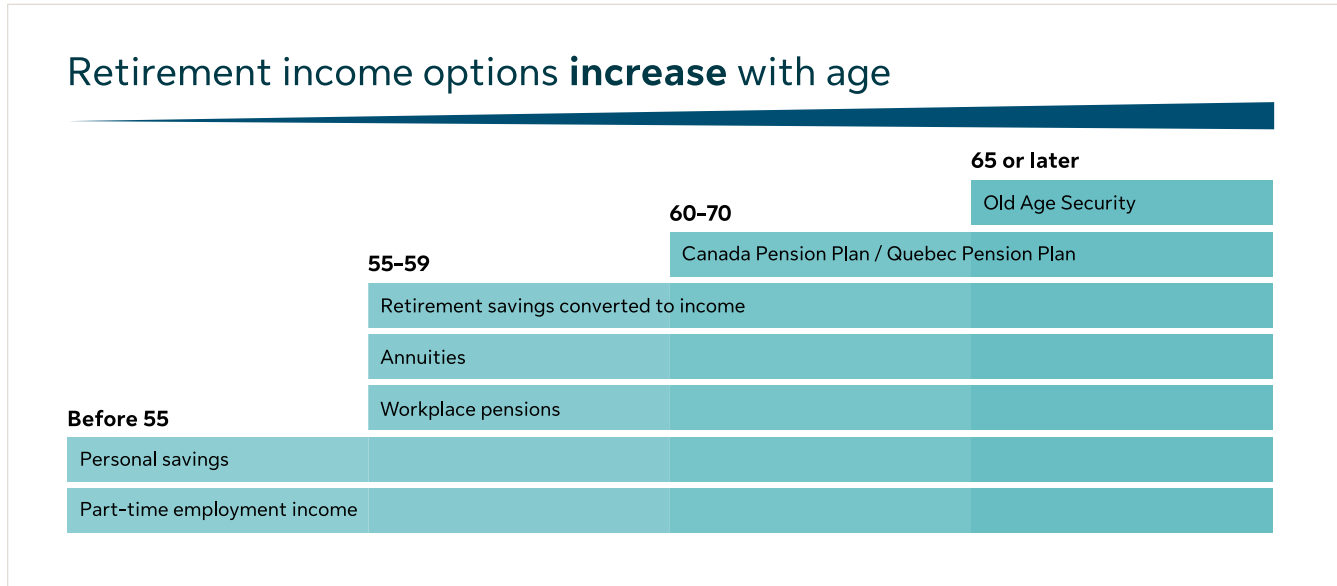 Retirement income options increase with age
65 or later
Old Age Security
60–70
Canada Pension Plan / Quebec Pension Plan
55–59
Retirement savings converted to income
Annuities
Workplace pensions
Before 55
Personal savings
Part-time employment income